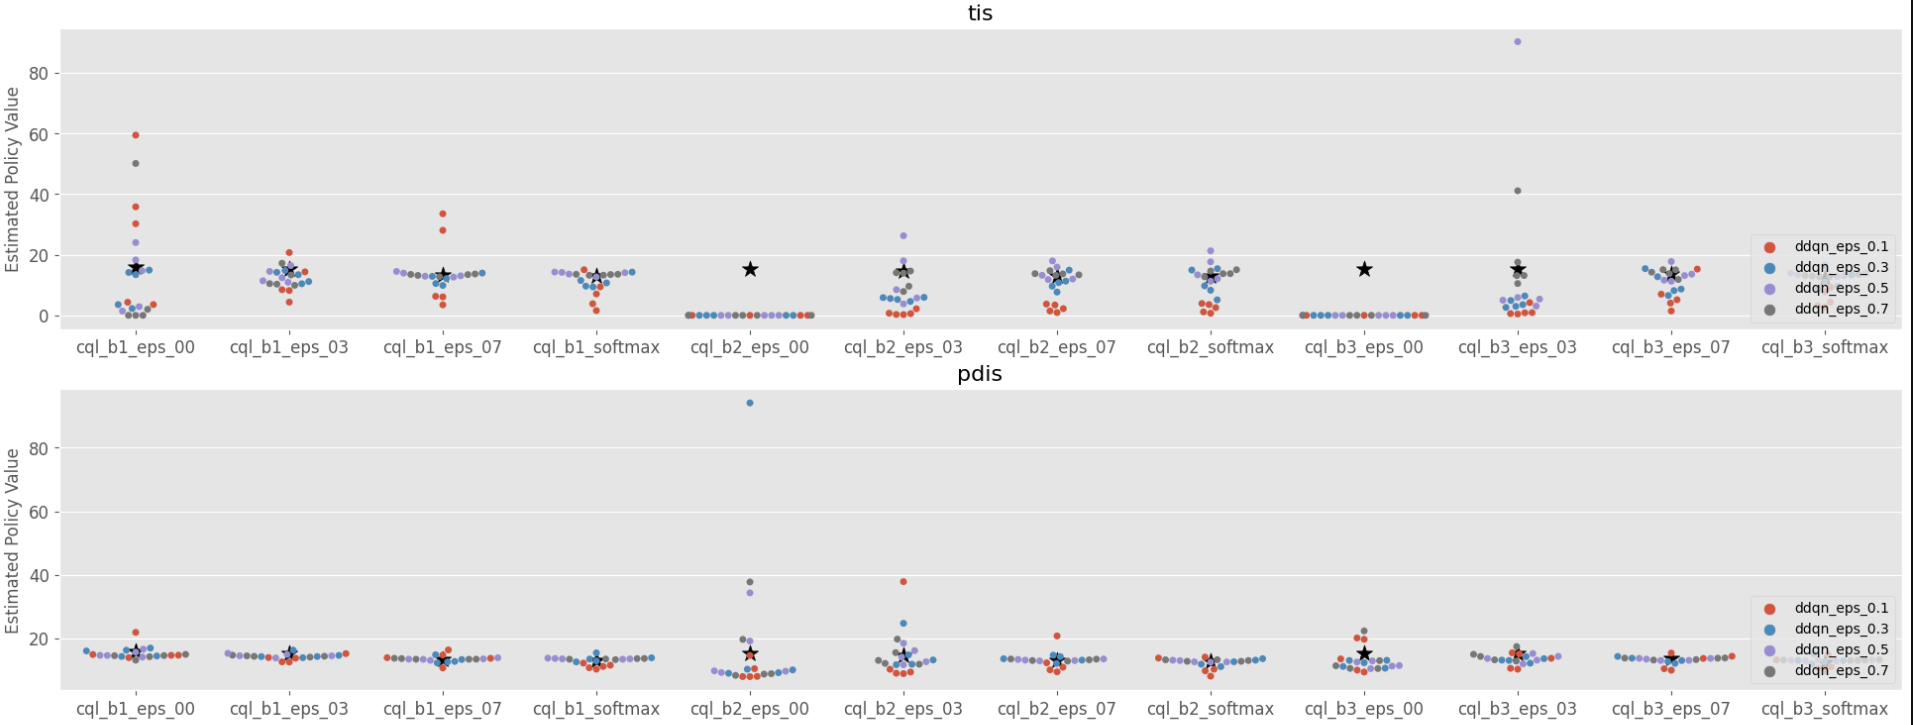 tis
Estimated Policy Value
80
60
40
20
0
ddqn_eps_0.1
ddqn_eps_0.3
ddqn_eps_0.5
ddqn_eps_0.7
cql_b1_eps_00 cql_b1_eps_03 cql_b1_eps_07 cql_b1_softmax cql_b2_eps_00 cql_b2_eps_03 cql_b2_eps_07 cql_b2_softmax cql_b3_eps_00 cql_b3_eps_03 cql_b3_eps_07 cql_b3_softmax
pdis
Estimated Policy Value
80
60
40
20
ddqn_eps_0.1
ddqn_eps_0.3
ddqn_eps_0.5
ddqn_eps_0.7
cql_b1_eps_00 cql_b1_eps_03 cql_b1_eps_07 cql_b1_softmax cql_b2_eps_00 cql_b2_eps_03 cql_b2_eps_07 cql_b2_softmax cql_b3_eps_00 cql_b3_eps_03 cql_b3_eps_07 cql_b3_softmax